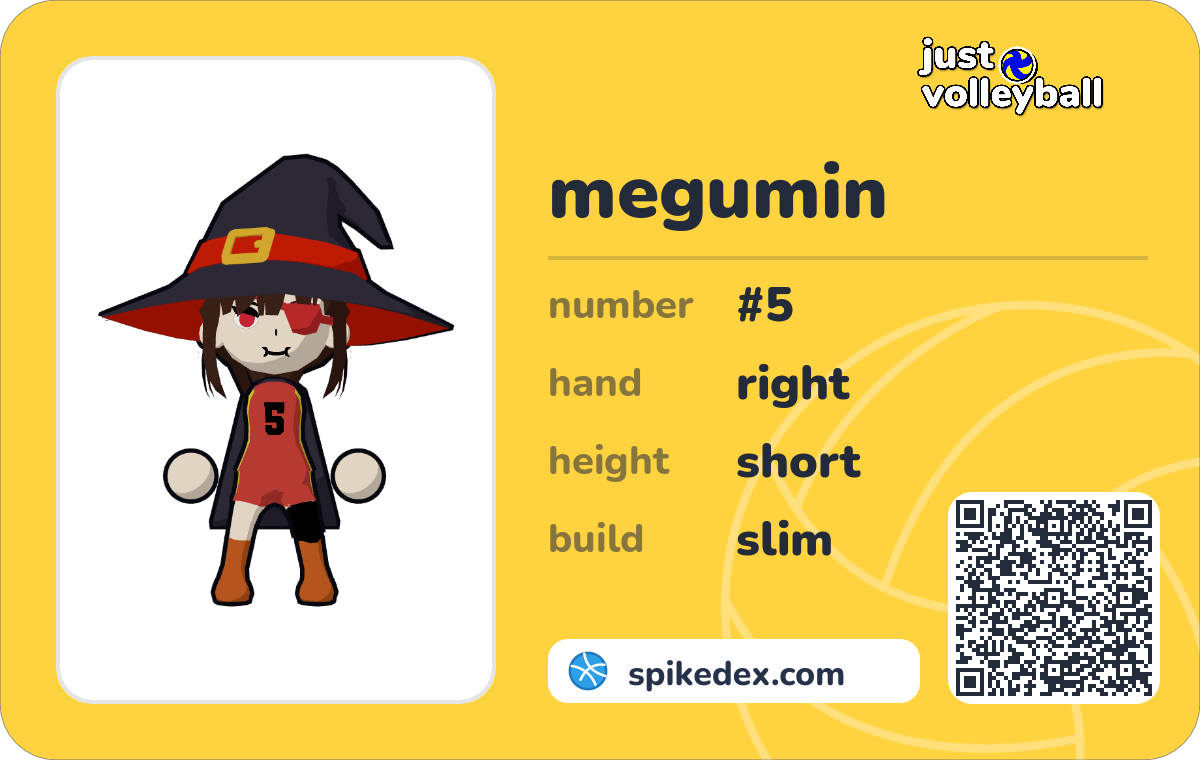 just
volleyball
megumin
number #5
hand right
height short
build slim
5
spikedex.com